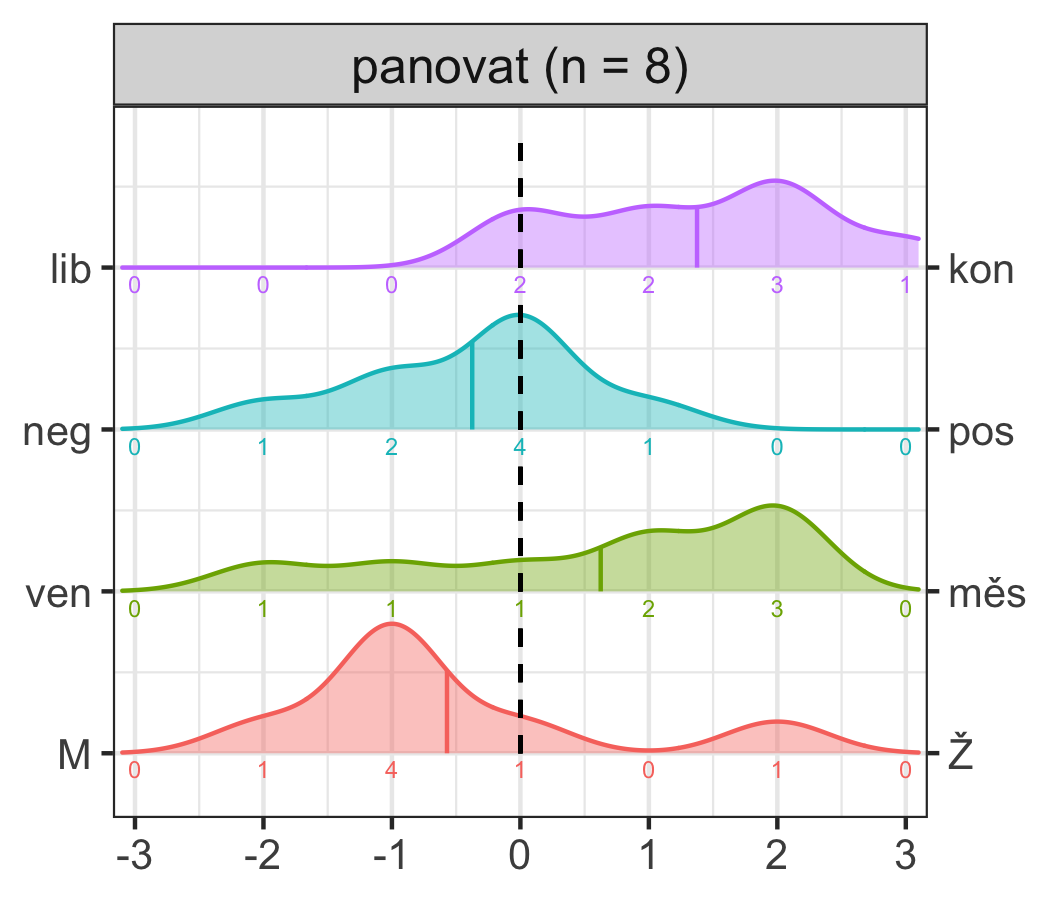 panovat (n = 8)
lib kon
0 0 0 2 2 3 1
neg pos
0 1 2 4 1 0 0
ven měs
0 1 1 1 2 3 0
M Ž
0 1 4 1 0 1 0
-3 -2 -1 0 1 2 3